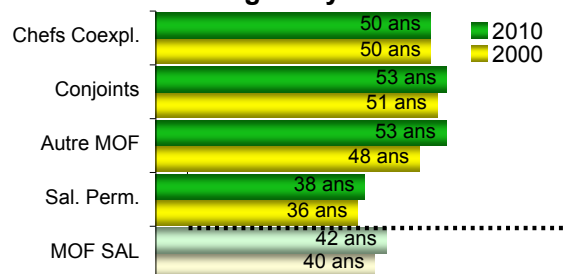 Chefs Coexpl.
50 ans
50 ans
2010
2000
Conjoints
53 ans
51 ans
Autre MOF
53 ans
48 ans
Sal. Perm.
38 ans
36 ans
MOF SAL
42 ans
40 ans